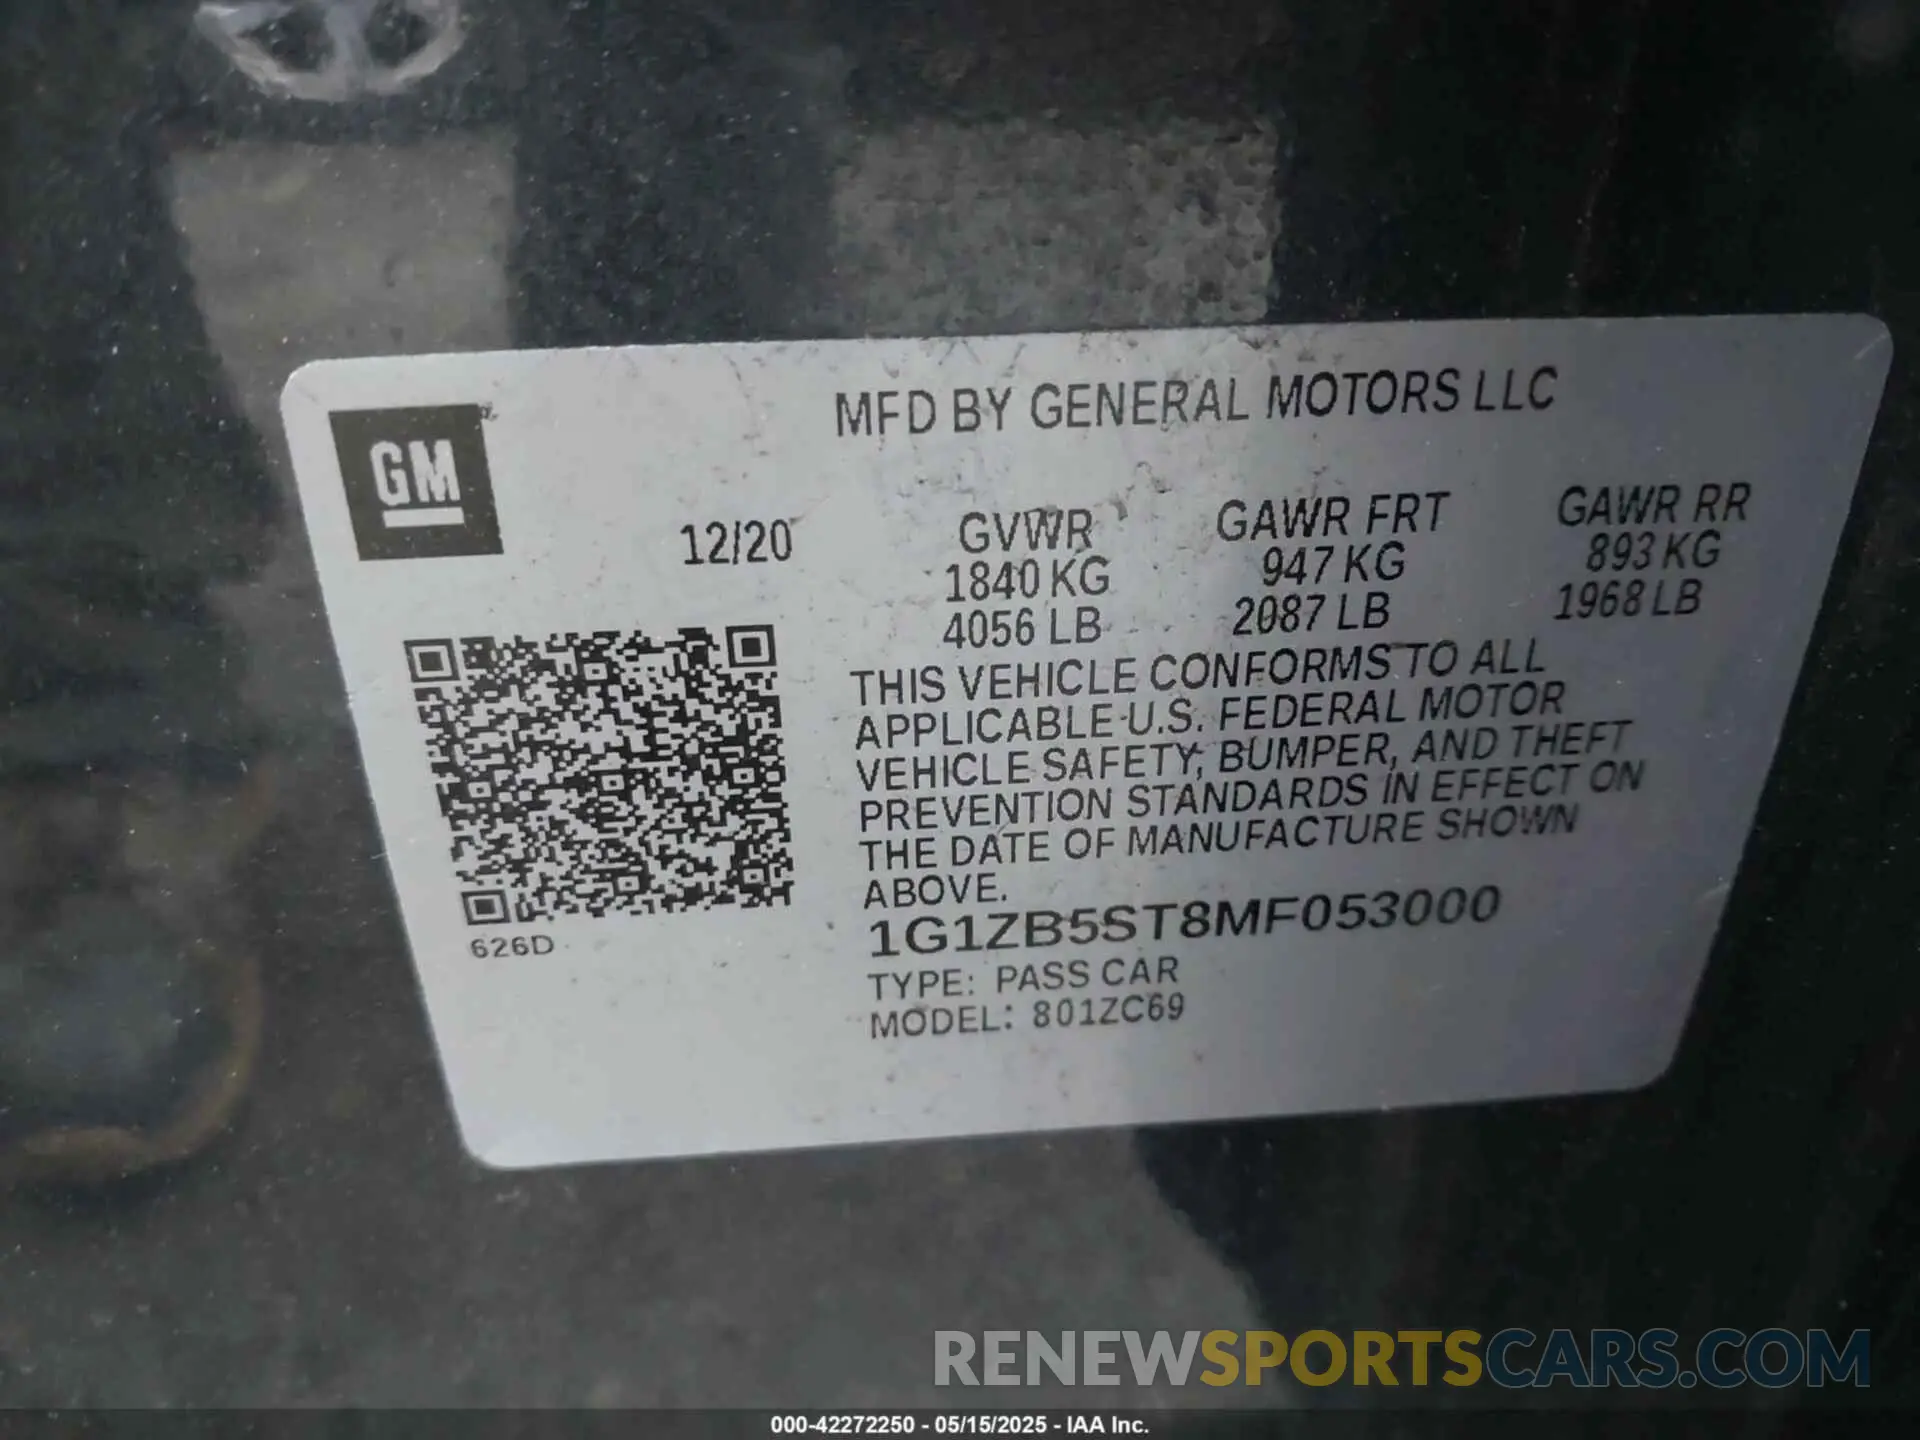 MFD BY GENERAL MOTORS LLC
GM
12/20 GVWR GAWR FRT GAWR RR
1840 KG 947 KG 893 KG
4056 LB 2087 LB 1968 LB
THIS VEHICLE CONFORMS TO ALL
APPLICABLE U.S. FEDERAL MOTOR
VEHICLE SAFETY, BUMPER, AND THEFT
PREVENTION STANDARDS IN EFFECT ON
THE DATE OF MANUFACTURE SHOWN
ABOVE.
1G1ZB5ST8MF053000
626D
TYPE: PASS CAR
MODEL: 801ZC69
RENEWSPORTSCARS.COM
000-42272250 - 05/15/2025 - IAA Inc.